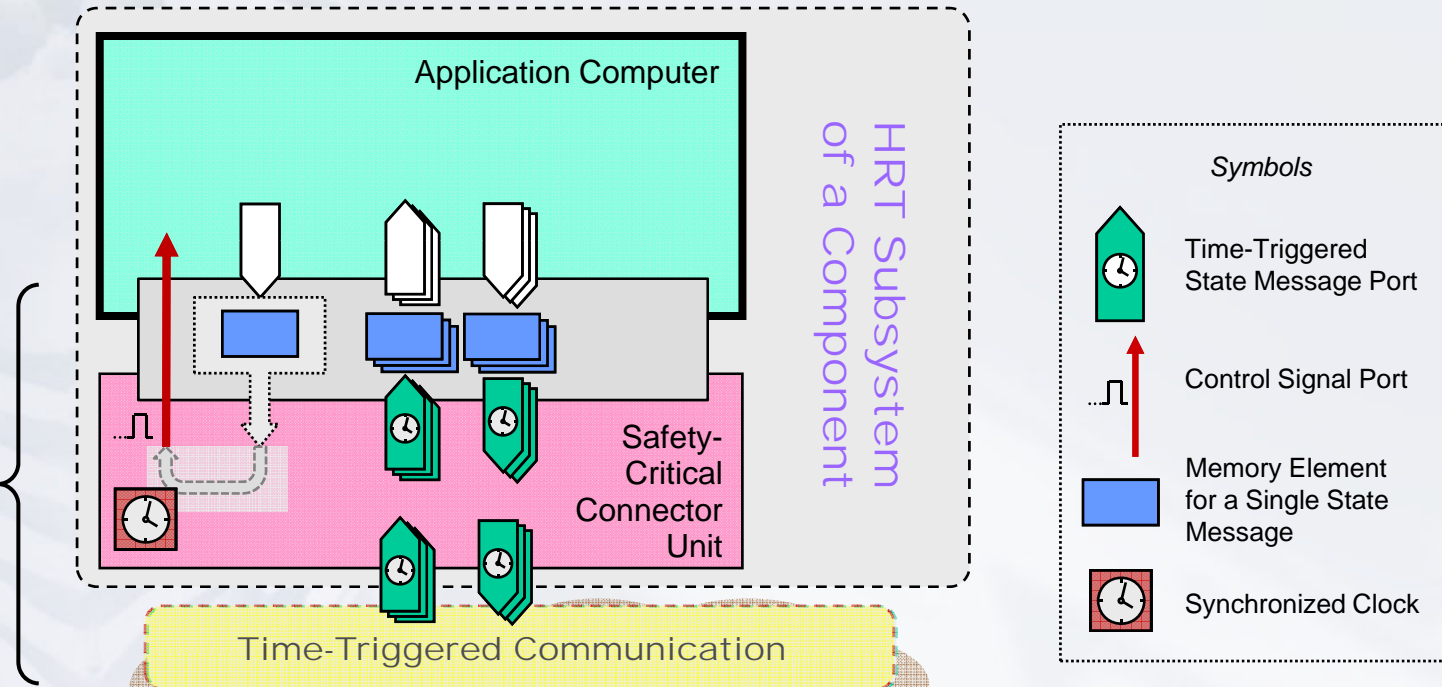 Application Computer
HRT Subsystem
of a Component
Safety-
Critical
Connector
Unit
Time-Triggered Communication
Symbols
Time-Triggered
State Message Port
Control Signal Port
Memory Element
for a Single State
Message
Synchronized Clock